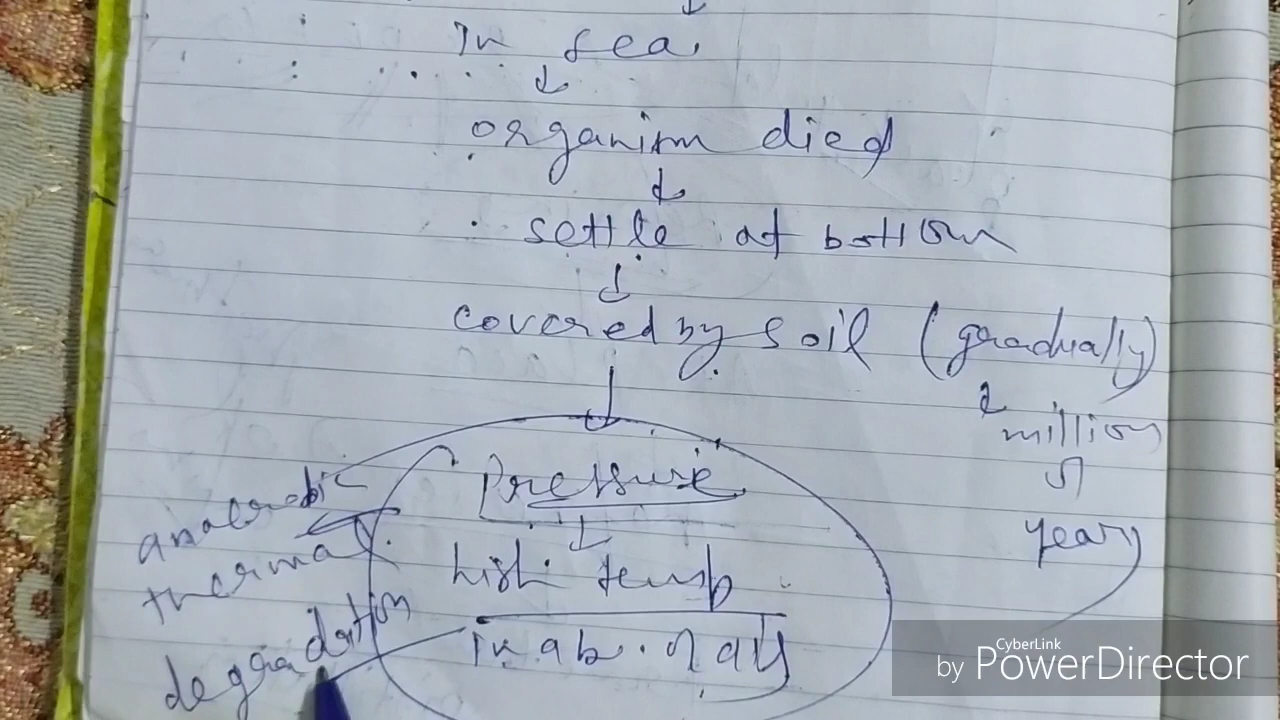 In sea.
organism died
settle at bottom
covered by soil (gradually)
million
of
years
Pressure
high temp
in ab. of air
anaerobic
thermal
degradation
CyberLink
by PowerDirector